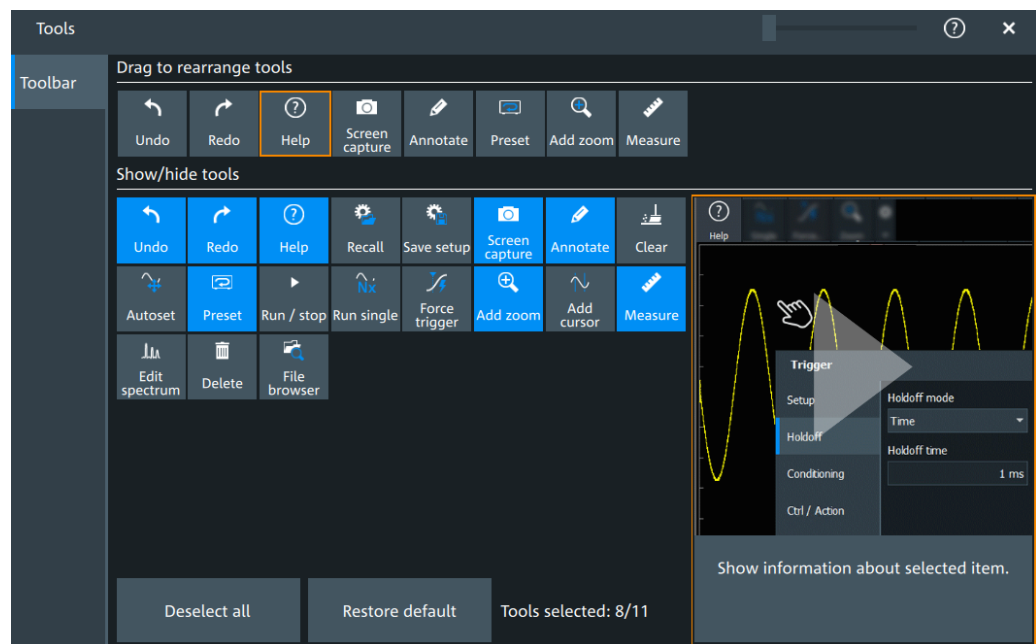 Tools
?
×
Toolbar
Drag to rearrange tools
Undo
Redo
?
Help
Screen
capture
Annotate
Preset
Add zoom
Measure
Show/hide tools
Undo
Redo
?
Help
Recall
Save setup
Screen
capture
Annotate
Clear
Autoset
Preset
Run / stop
Nx
Run single
Force
trigger
Add zoom
Add
cursor
Measure
Edit
spectrum
Delete
File
browser
?
Help
Trigger
Setup
Holdoff
Conditioning
Ctrl / Action
Holdoff mode
Time
Holdoff time
1 ms
Show information about selected item.
Deselect all
Restore default
Tools selected: 8/11